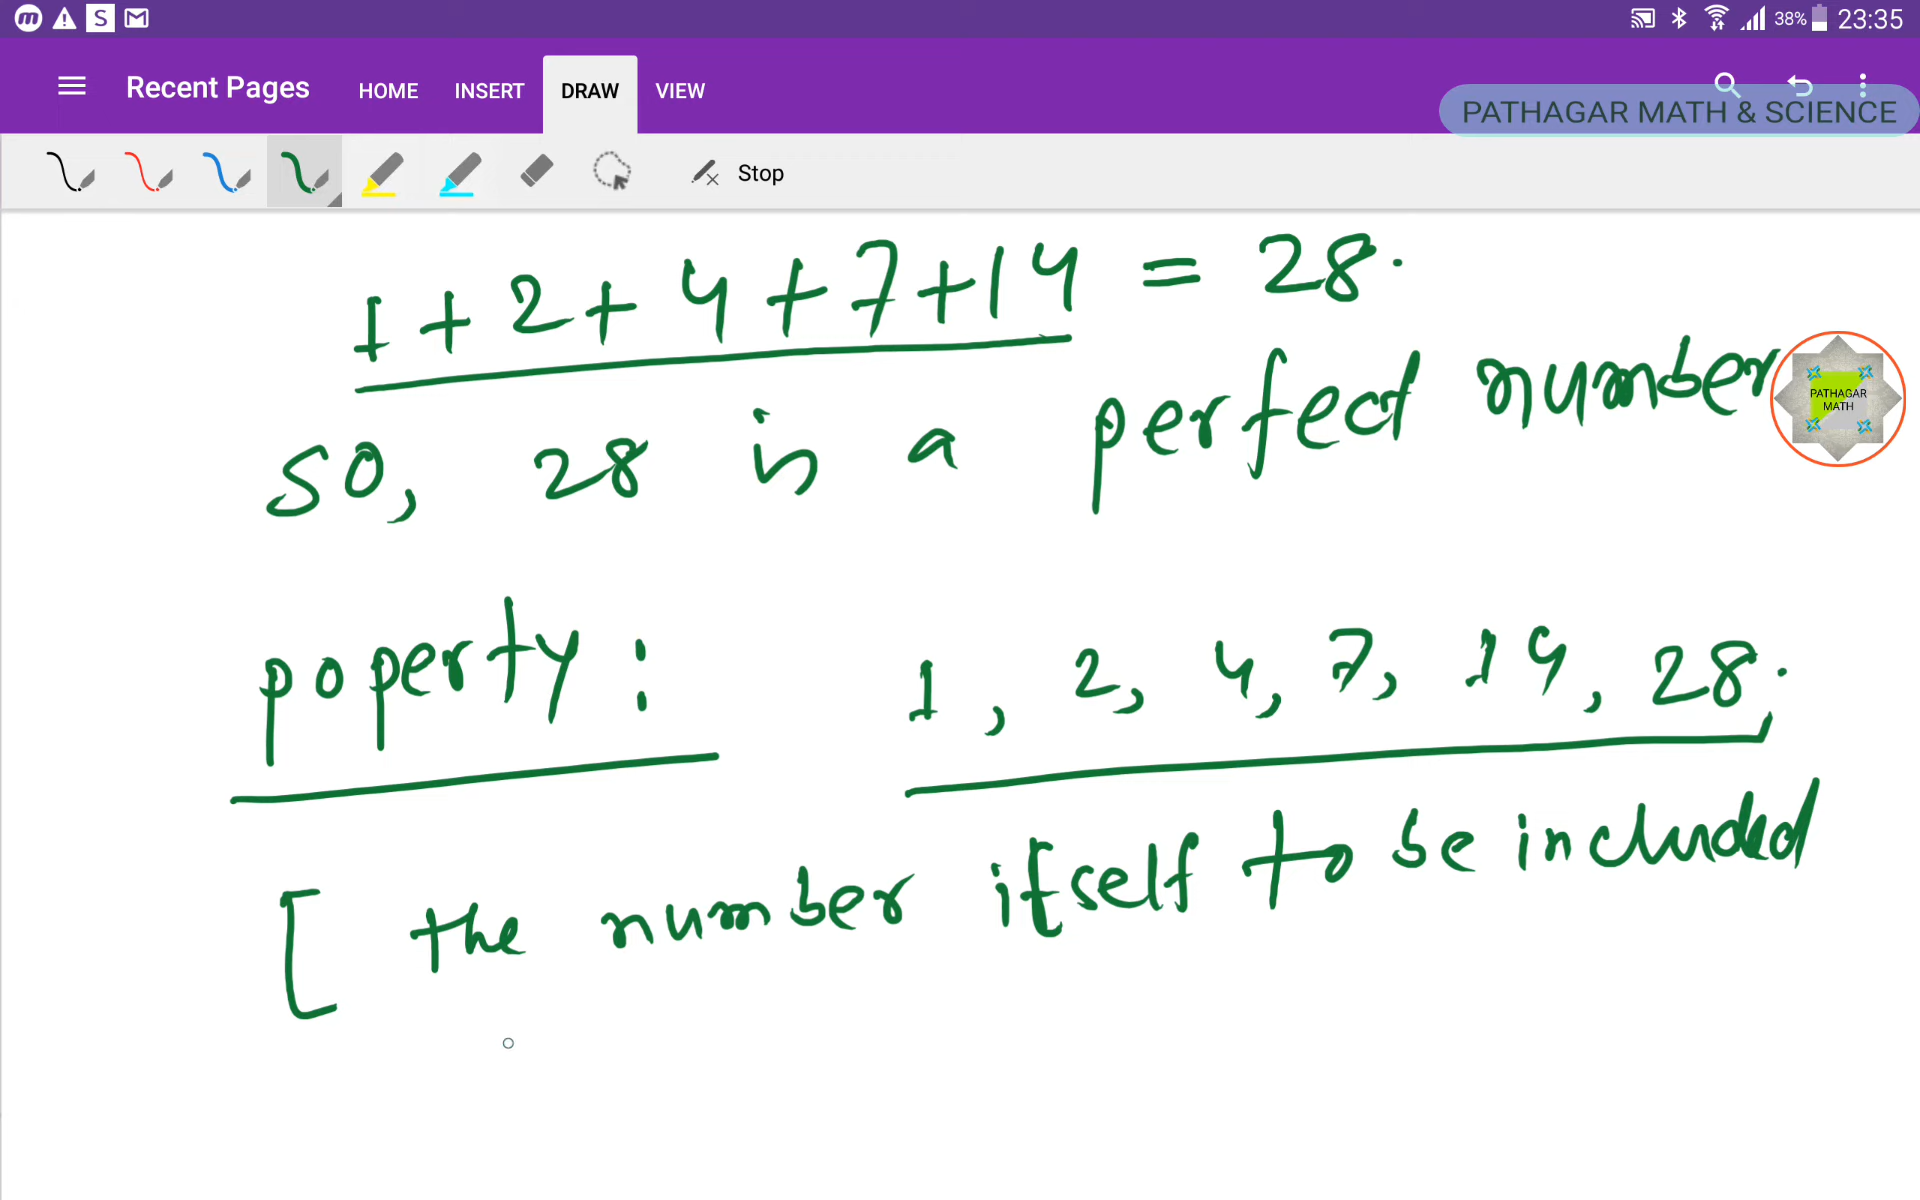 38% 23:35
Recent Pages HOME INSERT DRAW VIEW
PATHAGAR MATH & SCIENCE
Stop
1 + 2 + 4 + 7 + 14 = 28.
so, 28 is a perfect number
PATHAGAR
MATH
poperty : 1, 2, 4, 7, 14, 28.
[ the number itself to be included